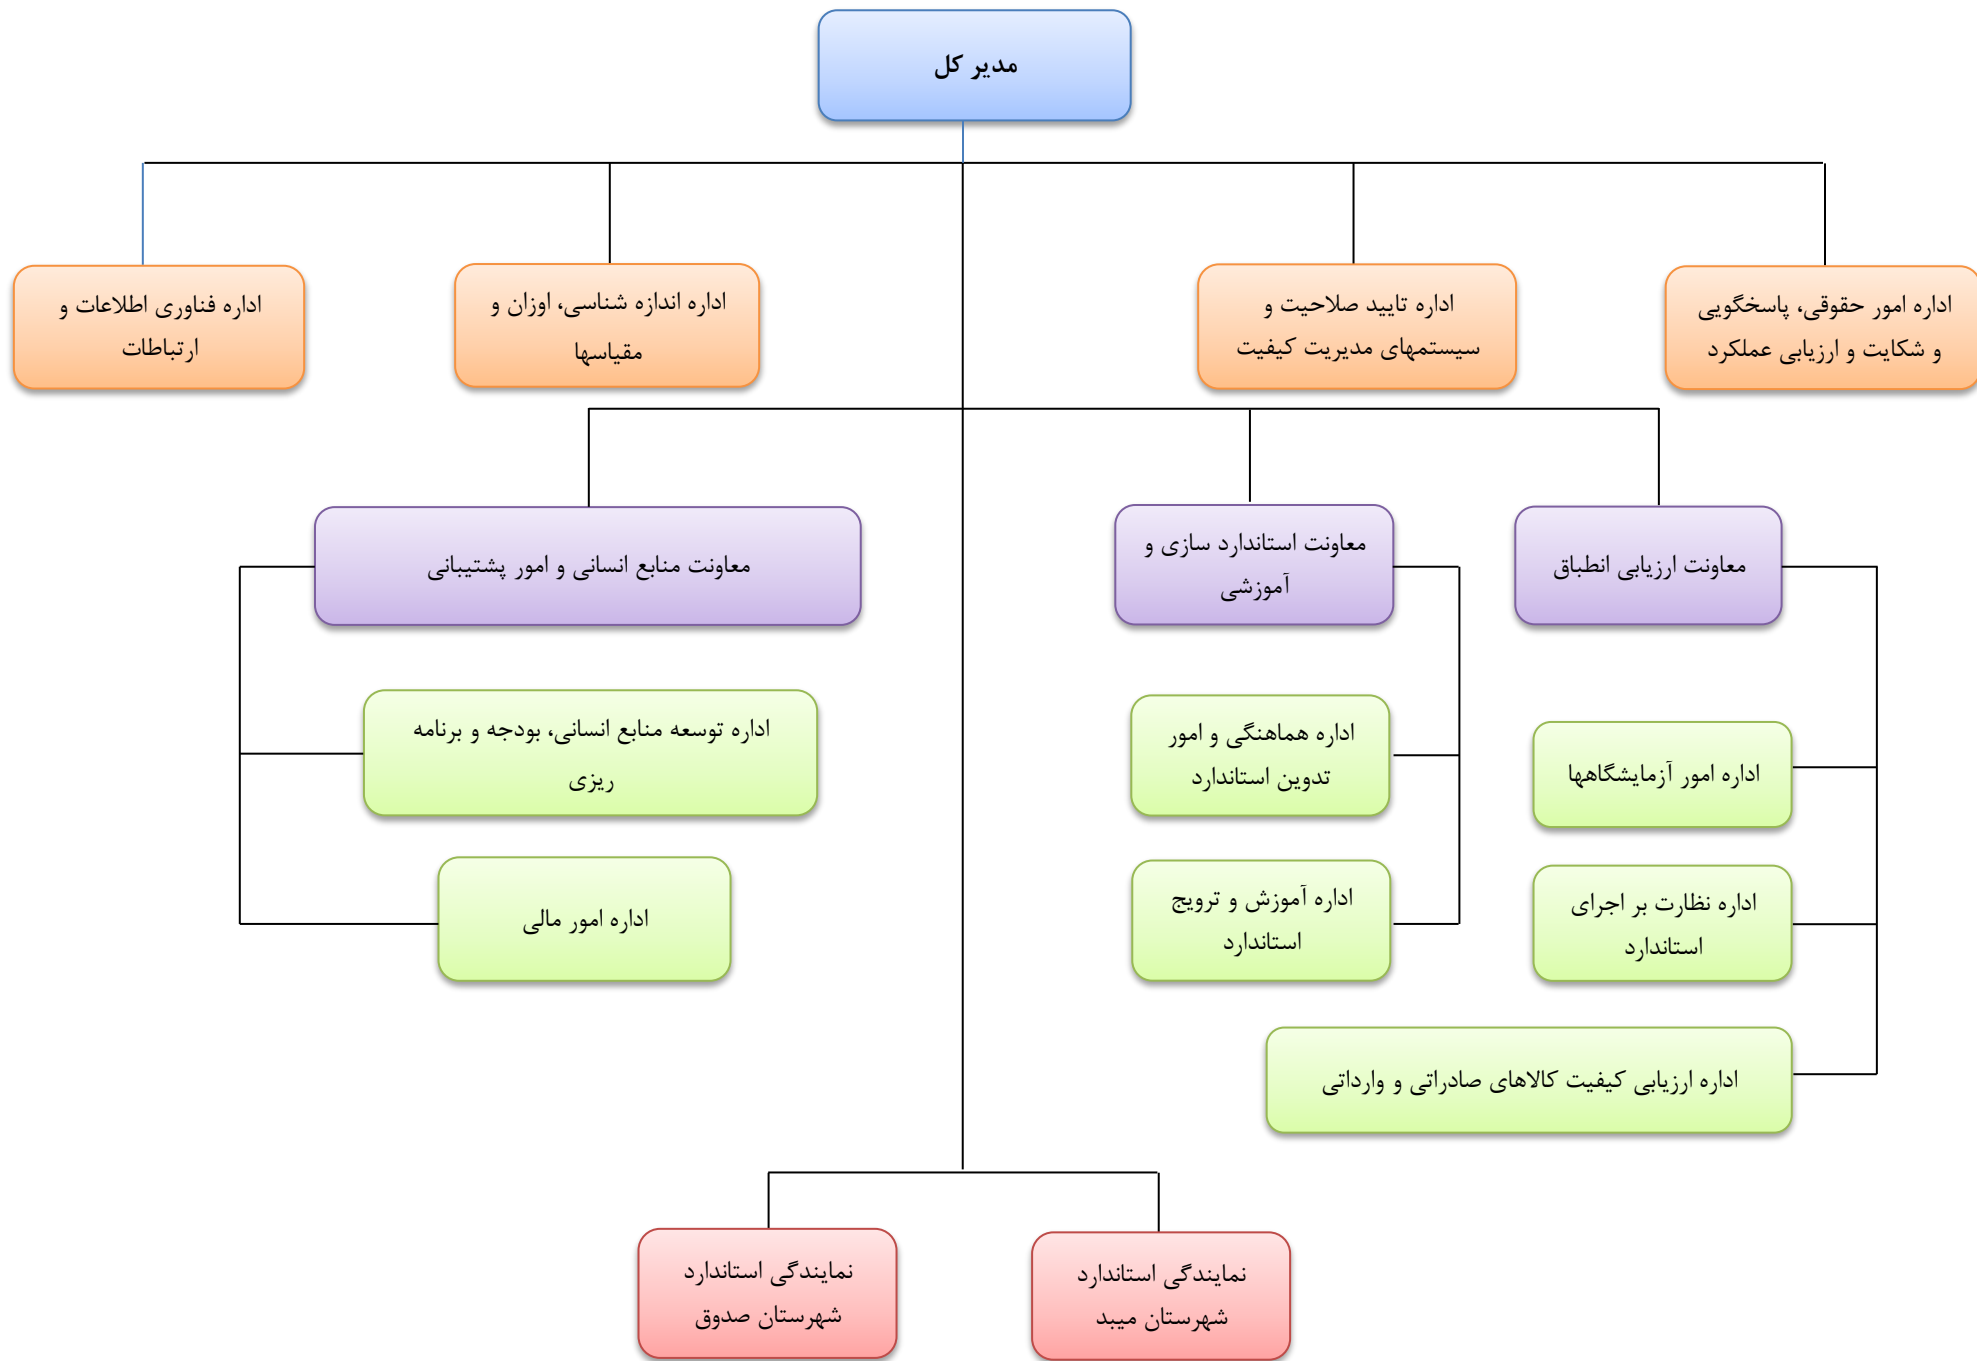 مدیر کل
اداره امور حقوقی، پاسخگویی
و شکایت و ارزیابی عملکرد
اداره تایید صلاحیت و
سیستمهای مدیریت کیفیت
اداره اندازه شناسی، اوزان و
مقیاسها
اداره فناوری اطلاعات و
ارتباطات
معاونت ارزیابی انطباق
معاونت استاندارد سازی و
آموزشی
معاونت منابع انسانی و امور پشتیبانی
اداره امور آزمایشگاهها
اداره هماهنگی و امور
تدوین استاندارد
اداره توسعه منابع انسانی، بودجه و برنامه
ریزی
اداره نظارت بر اجرای
استاندارد
اداره آموزش و ترویج
استاندارد
اداره امور مالی
اداره ارزیابی کیفیت کالاهای صادراتی و وارداتی
نمایندگی استاندارد
شهرستان میبد
نمایندگی استاندارد
شهرستان صدوق